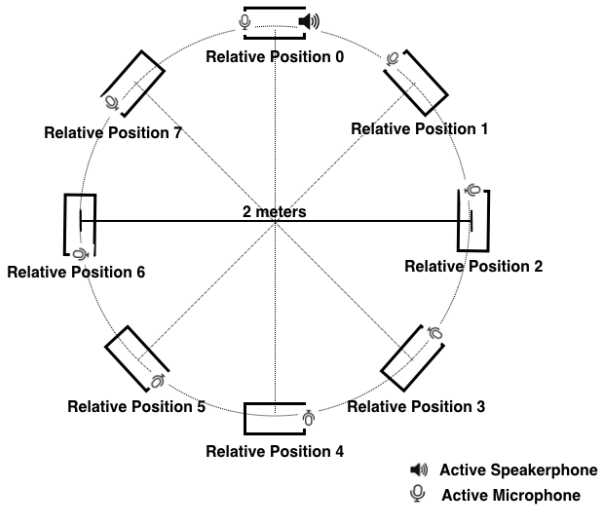 Relative Position 0
Relative Position 1
Relative Position 7
2 meters
Relative Position 2
Relative Position 6
Relative Position 5
Relative Position 3
Relative Position 4
Active Speakerphone
Active Microphone